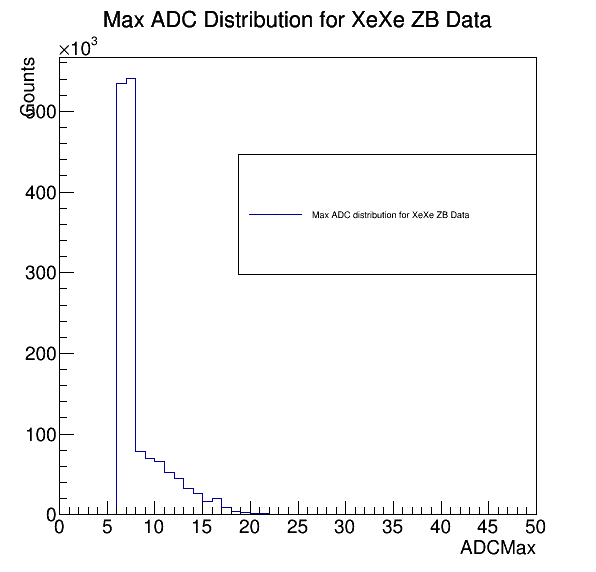 Max ADC Distribution for XeXe ZB Data
×10³
Counts
500
400
300
200
100
0
Max ADC distribution for XeXe ZB Data
0 5 10 15 20 25 30 35 40 45 50
ADCMax